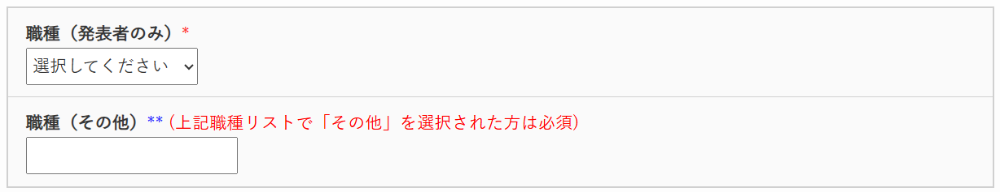 職種（発表者のみ）*
選択してください
職種（その他）** (上記職種リストで「その他」を選択された方は必須)